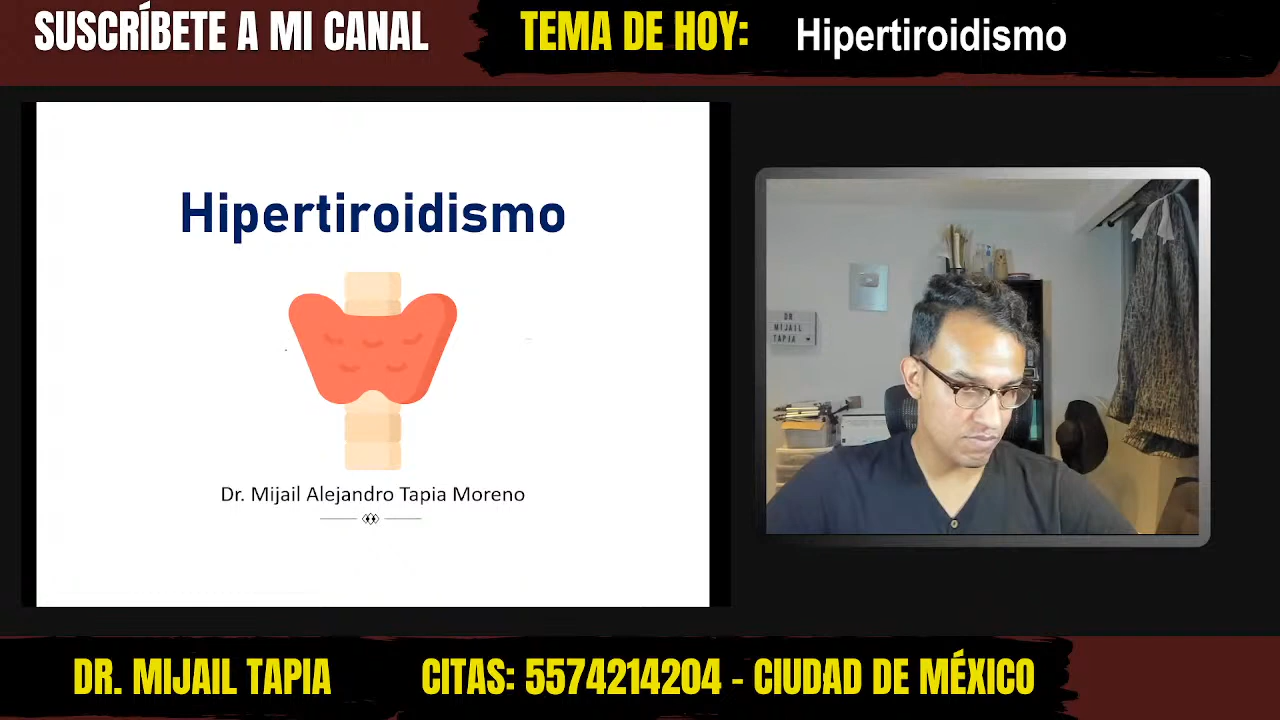 SUSCRÍBETE A MI CANAL
TEMA DE HOY:
Hipertiroidismo
Hipertiroidismo
Dr. Mijail Alejandro Tapia Moreno
DR
MIJAIL
TAPIA
DR. MIJAIL TAPIA
CITAS: 5574214204 - CIUDAD DE MÉXICO